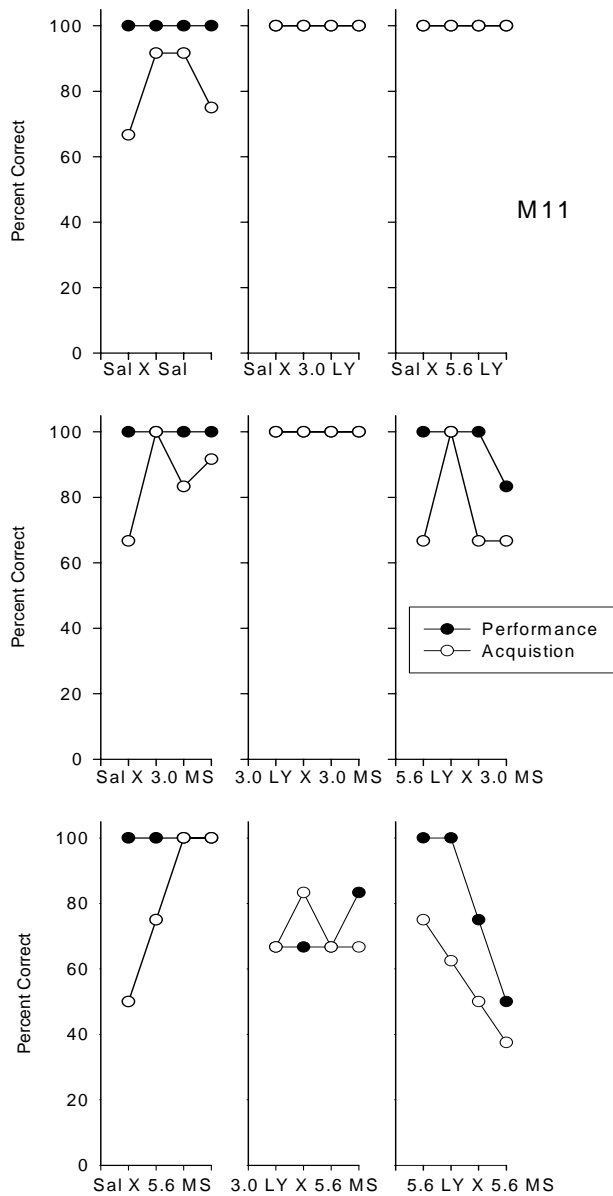 100
80
60
40
20
0
Percent Correct
Sal X Sal
Sal X 3.0 LY
Sal X 5.6 LY
M11
100
80
60
40
20
0
Percent Correct
Sal X 3.0 MS
3.0 LY X 3.0 MS
5.6 LY X 3.0 MS
Performance
Acquistion
100
80
60
40
20
0
Percent Correct
Sal X 5.6 MS
3.0 LY X 5.6 MS
5.6 LY X 5.6 MS